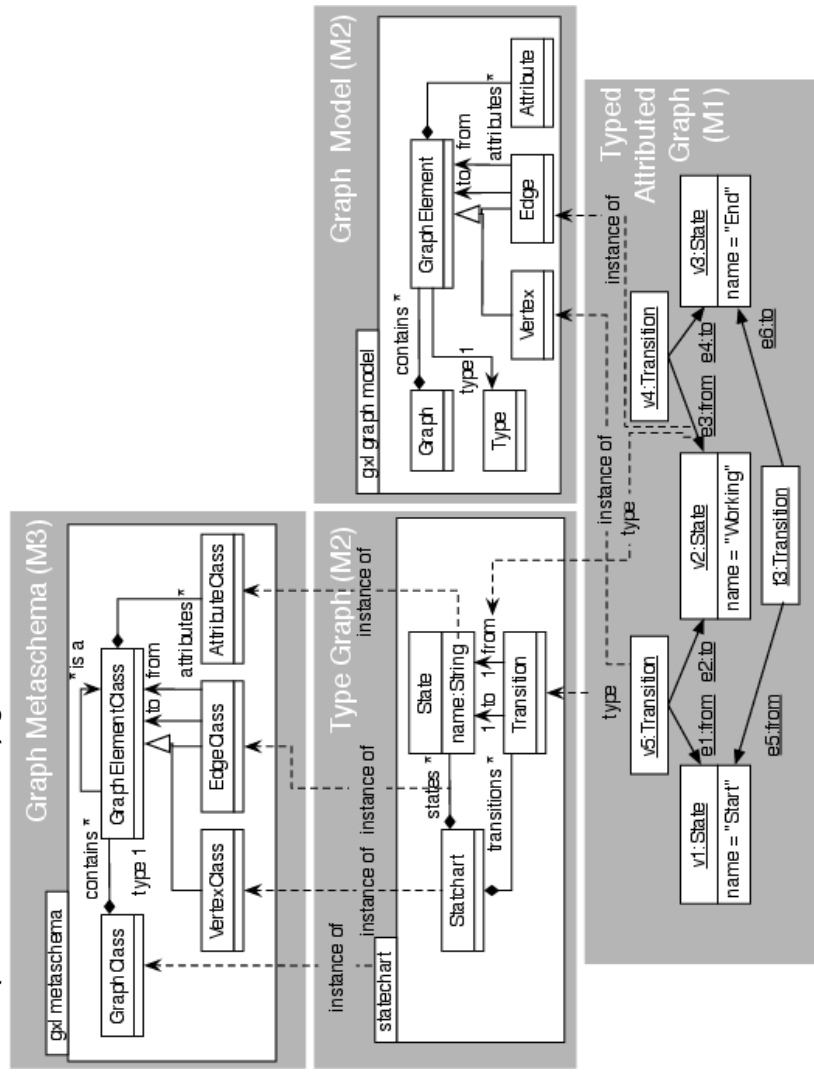 Graph Metaschema (M3)
gxl metaschema
GraphClass
contains *
type 1
GraphElementClass
* is a
VertexClass
EdgeClass
to
from
attributes *
AttributeClass
instance of
instance of
instance of
instance of
Type Graph (M2)
statechart
Statchart
states *
transitions *
State
name:String
1 to
1 from
Transition
Graph Model (M2)
gxl graph model
Graph
contains *
type 1
Type
GraphElement
Vertex
Edge
to
from
attributes *
Attribute
type
instance of
type
instance of
Typed
Attributed
Graph
(M1)
v5:Transition
v4:Transition
e1:from
e2:to
e3:from
e4:to
v1:State
name = "Start"
v2:State
name = "Working"
v3:State
name = "End"
e5:from
t3:Transition
e6:to